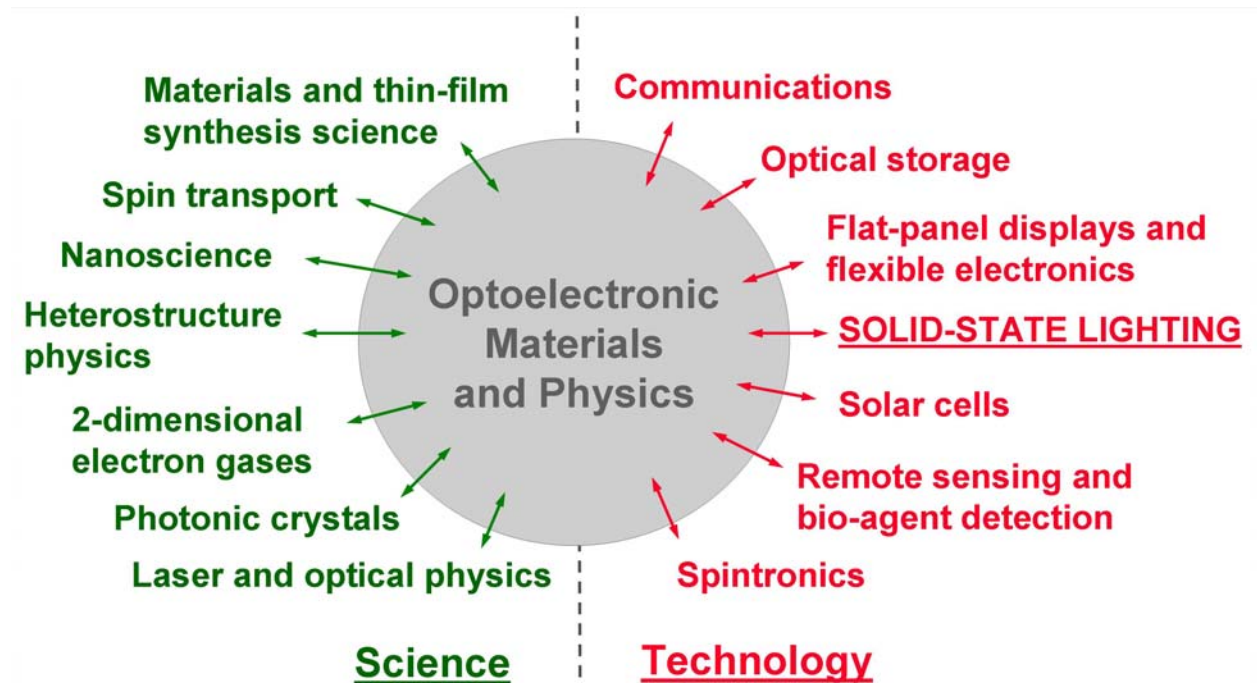 Materials and thin-film
synthesis science
Spin transport
Nanoscience
Heterostructure
physics
2-dimensional
electron gases
Photonic crystals
Laser and optical physics
Science
Optoelectronic
Materials
and Physics
Communications
Optical storage
Flat-panel displays and
flexible electronics
SOLID-STATE LIGHTING
Solar cells
Remote sensing and
bio-agent detection
Spintronics
Technology